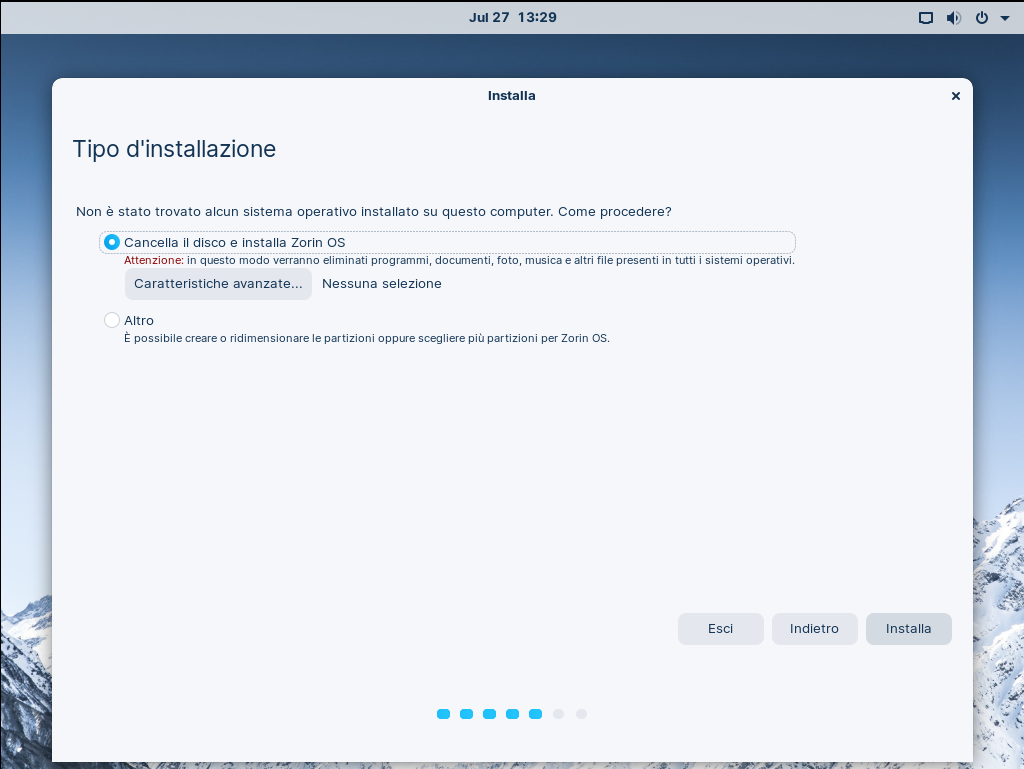 Jul 27 13:29
Installa
Tipo d'installazione
Non è stato trovato alcun sistema operativo installato su questo computer. Come procedere?
Cancella il disco e installa Zorin OS
Attenzione: in questo modo verranno eliminati programmi, documenti, foto, musica e altri file presenti in tutti i sistemi operativi.
Caratteristiche avanzate... Nessuna selezione
Altro
È possibile creare o ridimensionare le partizioni oppure scegliere più partizioni per Zorin OS.
Esci Indietro Installa